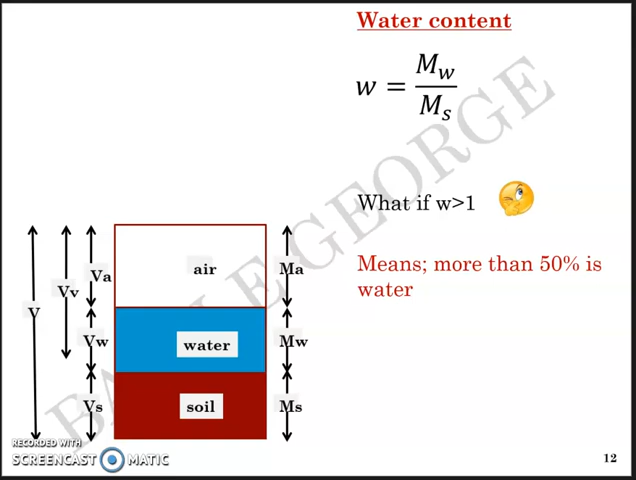 Water content
w = Mw / Ms
What if w>1
Means; more than 50% is
water
V
Vv
Va
air
Ma
Vw
water
Mw
Vs
soil
Ms
RECORDED WITH
SCREENCAST MATIC
12
GEORGE